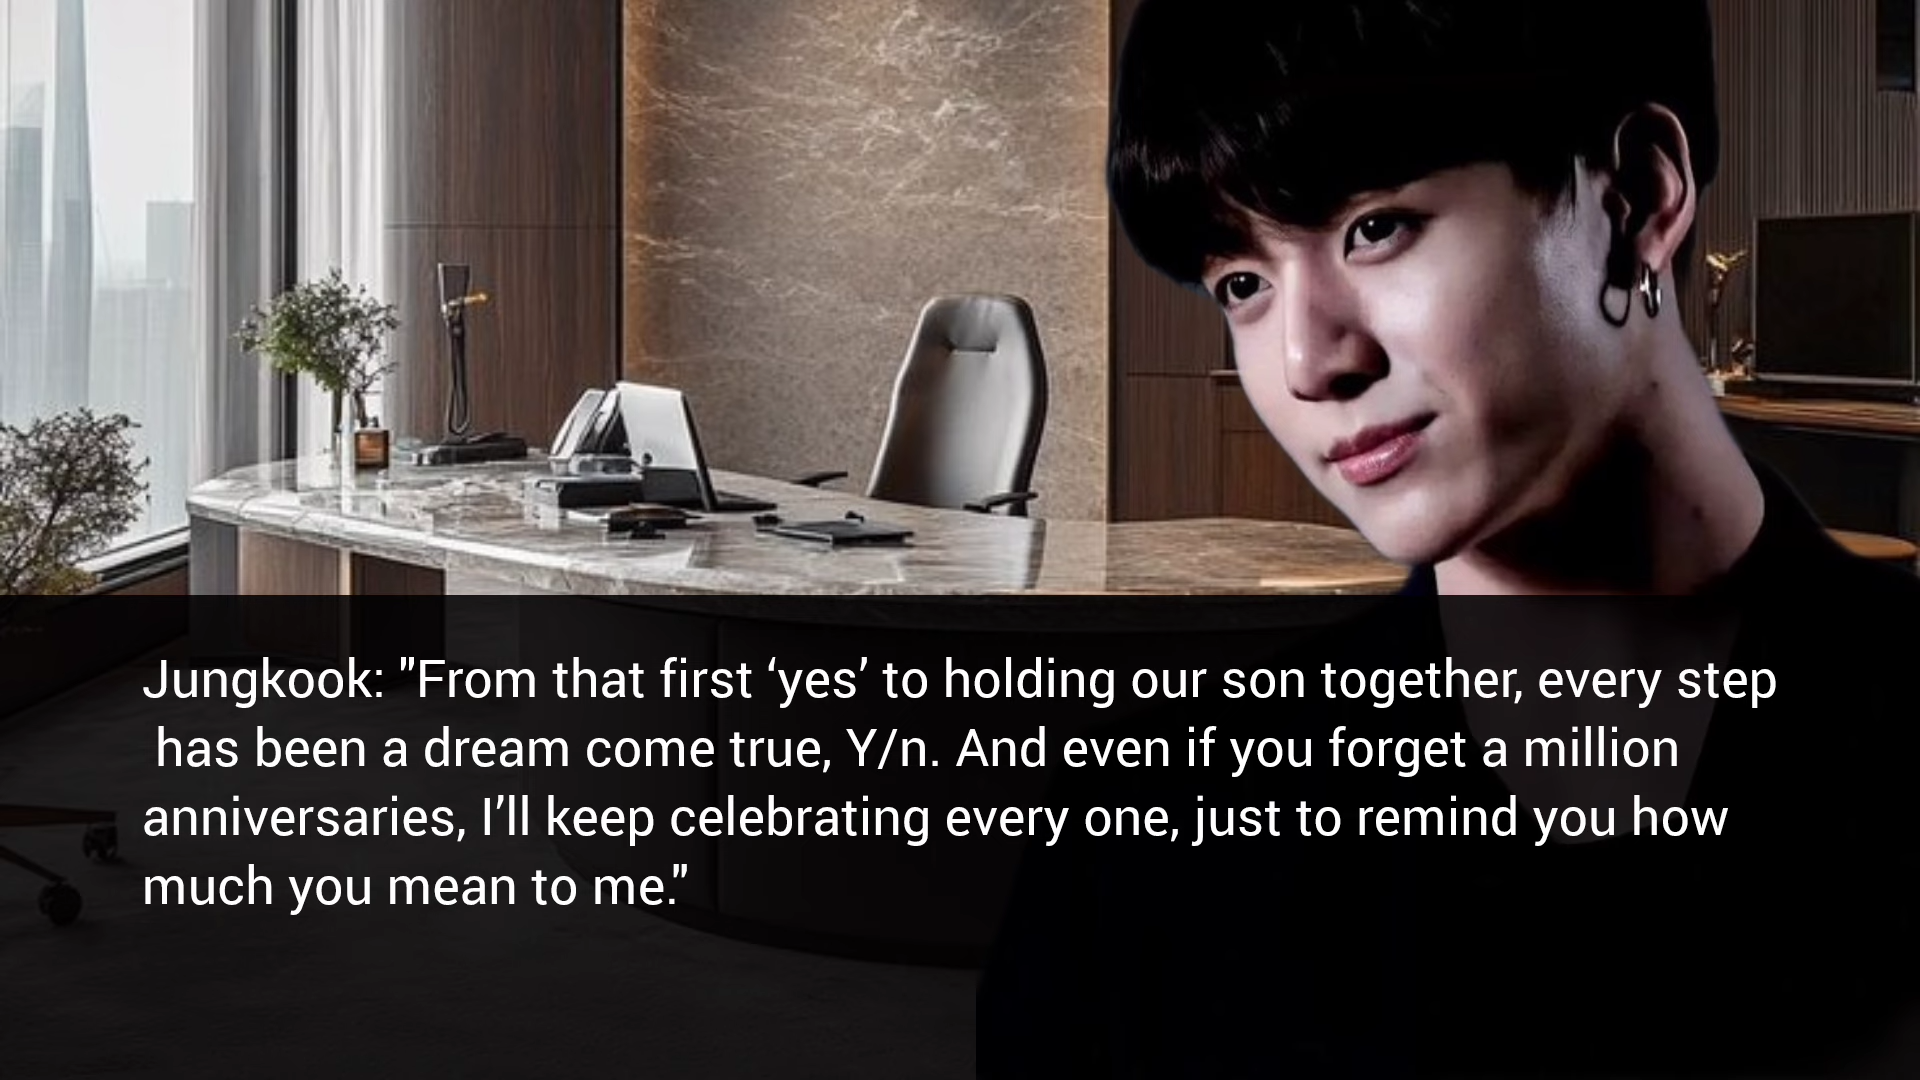 Jungkook: "From that first ‘yes’ to holding our son together, every step
has been a dream come true, Y/n. And even if you forget a million
anniversaries, I’ll keep celebrating every one, just to remind you how
much you mean to me."